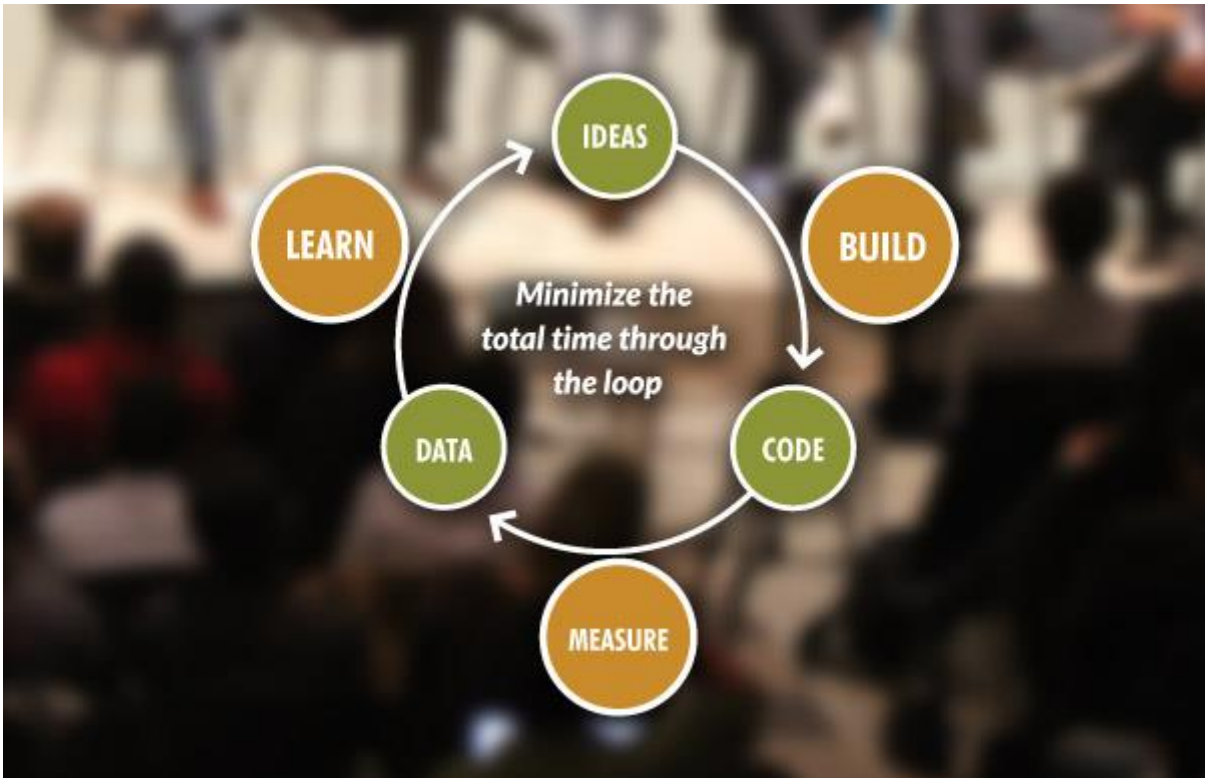 IDEAS
LEARN
BUILD
Minimize the
total time through
the loop
DATA
CODE
MEASURE